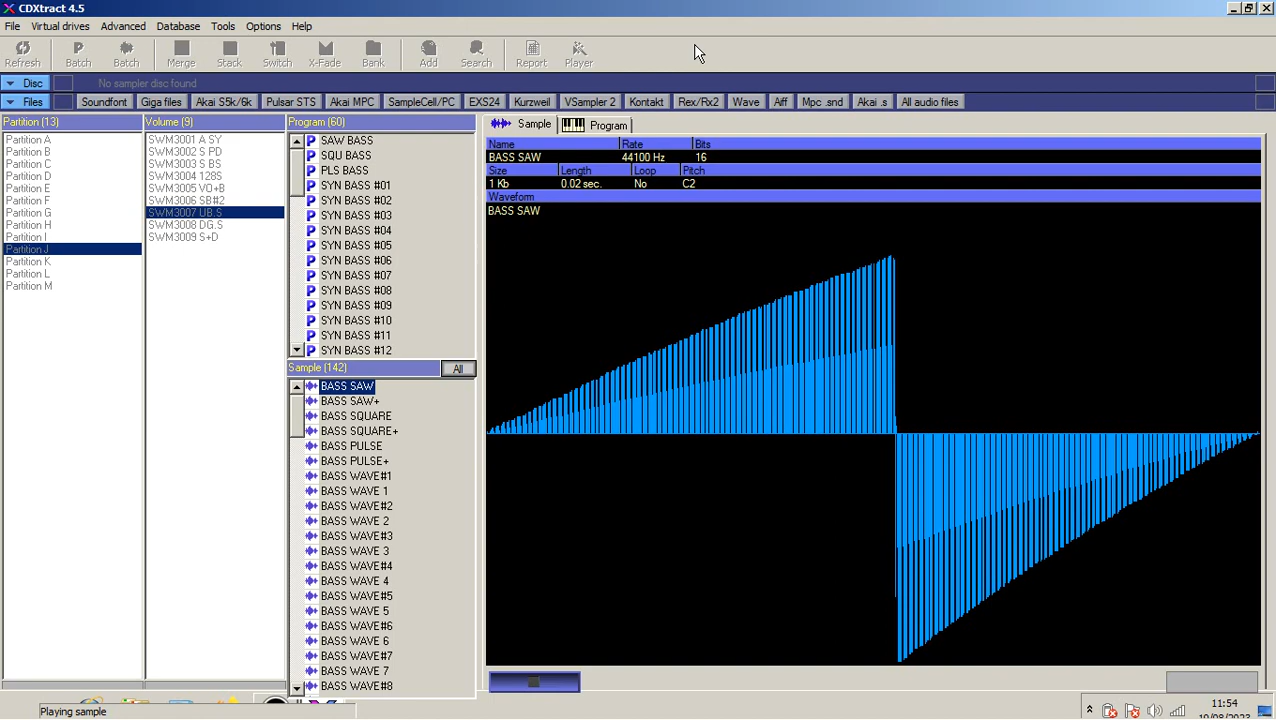 CDXtract 4.5
File Virtual drives Advanced Database Tools Options Help
Refresh Batch Batch Merge Stack Switch X-Fade Bank Add Search Report Player
Disc No sampler disc found
Files Soundfont Giga files Akai S5k/6k Pulsar STS Akai MPC SampleCell/PC EXS24 Kurzweil VSampler 2 Kontakt Rex/Rx2 Wave Aiff Mpc .snd Akai .s All audio files
Partition (13)
Partition A
Partition B
Partition C
Partition D
Partition E
Partition F
Partition G
Partition H
Partition I
Partition J
Partition K
Partition L
Partition M
Volume (9)
SWM3001 A SY
SWM3002 S PD
SWM3003 S BS
SWM3004 128S
SWM3005 VO+B
SWM3006 SB#2
SWM3007 UB.S
SWM3008 DG.S
SWM3009 S+D
Program (60)
SAW BASS
SQU BASS
PLS BASS
SYN BASS #01
SYN BASS #02
SYN BASS #03
SYN BASS #04
SYN BASS #05
SYN BASS #06
SYN BASS #07
SYN BASS #08
SYN BASS #09
SYN BASS #10
SYN BASS #11
SYN BASS #12
Sample (142) All
BASS SAW
BASS SAW+
BASS SQUARE
BASS SQUARE+
BASS PULSE
BASS PULSE+
BASS WAVE#1
BASS WAVE 1
BASS WAVE#2
BASS WAVE 2
BASS WAVE#3
BASS WAVE 3
BASS WAVE#4
BASS WAVE 4
BASS WAVE#5
BASS WAVE 5
BASS WAVE#6
BASS WAVE 6
BASS WAVE#7
BASS WAVE 7
BASS WAVE#8
Sample Program
Name Rate Bits
BASS SAW 44100 Hz 16
Size Length Loop Pitch
1 Kb 0.02 sec. No C2
Waveform
BASS SAW
Playing sample
11:54
10/08/2023